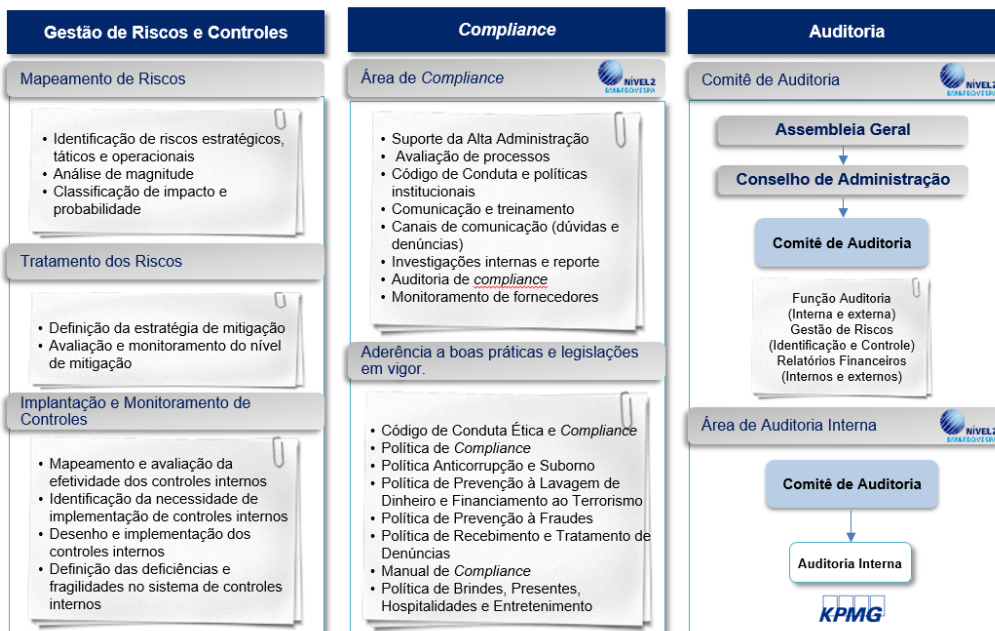 Gestão de Riscos e Controles
Mapeamento de Riscos
• Identificação de riscos estratégicos,
táticos e operacionais
• Análise de magnitude
• Classificação de impacto e
probabilidade
Tratamento dos Riscos
• Definição da estratégia de mitigação
• Avaliação e monitoramento do nível
de mitigação
Implantação e Monitoramento de
Controles
• Mapeamento e avaliação da
efetividade dos controles internos
• Identificação da necessidade de
implementação de controles internos
• Desenho e implementação dos
controles internos
• Definição das deficiências e
fragilidades no sistema de controles
internos
Compliance
Área de Compliance
NÍVEL2
BM&FBOVESPA
• Suporte da Alta Administração
• Avaliação de processos
• Código de Conduta e políticas
institucionais
• Comunicação e treinamento
• Canais de comunicação (dúvidas e
denúncias)
• Investigações internas e reporte
• Auditoria de compliance
• Monitoramento de fornecedores
Aderência a boas práticas e legislações
em vigor.
• Código de Conduta Ética e Compliance
• Política de Compliance
• Política Anticorrupção e Suborno
• Política de Prevenção à Lavagem de
Dinheiro e Financiamento ao Terrorismo
• Política de Prevenção à Fraudes
• Política de Recebimento e Tratamento de
Denúncias
• Manual de Compliance
• Política de Brindes, Presentes,
Hospitalidades e Entretenimento
Auditoria
Comitê de Auditoria
NÍVEL2
BM&FBOVESPA
Assembleia Geral
Conselho de Administração
Comitê de Auditoria
Função Auditoria
(Interna e externa)
Gestão de Riscos
(Identificação e Controle)
Relatórios Financeiros
(Internos e externos)
Área de Auditoria Interna
NÍVEL2
BM&FBOVESPA
Comitê de Auditoria
Auditoria Interna
KPMG